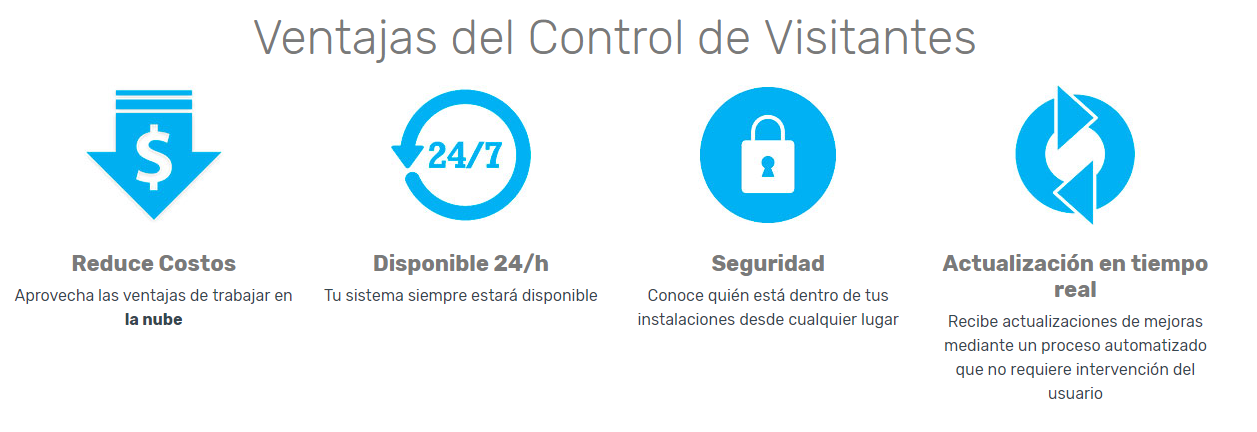 Ventajas del Control de Visitantes
$
24/7
Reduce Costos
Aprovecha las ventajas de trabajar en
la nube
Disponible 24/h
Tu sistema siempre estará disponible
Seguridad
Conoce quién está dentro de tus
instalaciones desde cualquier lugar
Actualización en tiempo
real
Recibe actualizaciones de mejoras
mediante un proceso automatizado
que no requiere intervención del
usuario